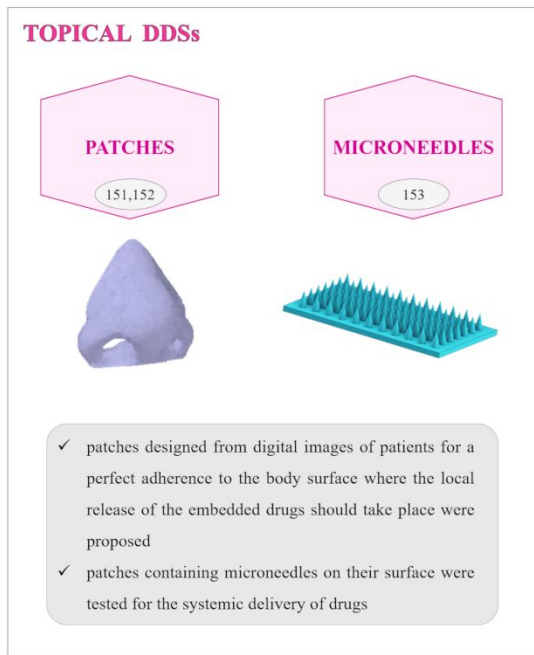 TOPICAL DDSs
PATCHES
151,152
MICRONEEDLES
153
✓ patches designed from digital images of patients for a
perfect adherence to the body surface where the local
release of the embedded drugs should take place were
proposed
✓ patches containing microneedles on their surface were
tested for the systemic delivery of drugs